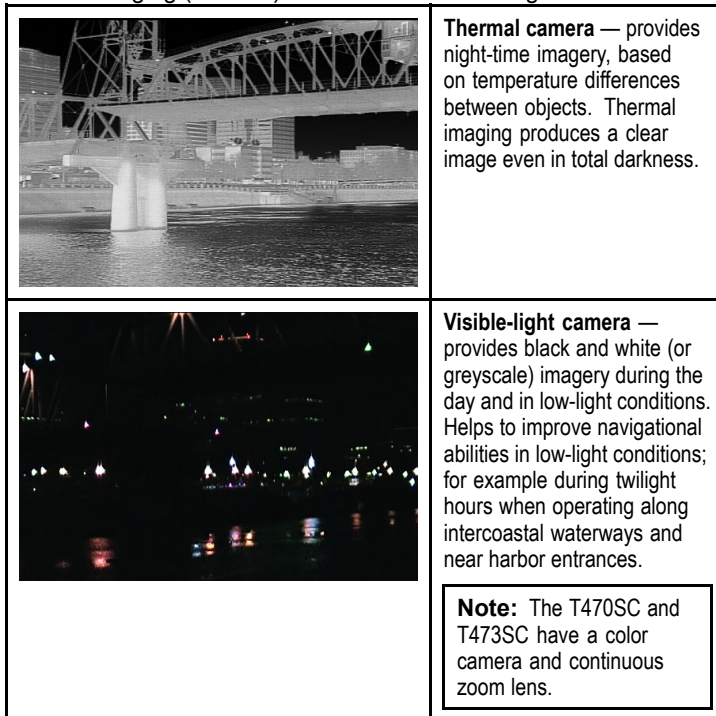 Thermal camera — provides
night-time imagery, based
on temperature differences
between objects. Thermal
imaging produces a clear
image even in total darkness.
Visible-light camera —
provides black and white (or
greyscale) imagery during the
day and in low-light conditions.
Helps to improve navigational
abilities in low-light conditions;
for example during twilight
hours when operating along
intercoastal waterways and
near harbor entrances.
Note: The T470SC and
T473SC have a color
camera and continuous
zoom lens.